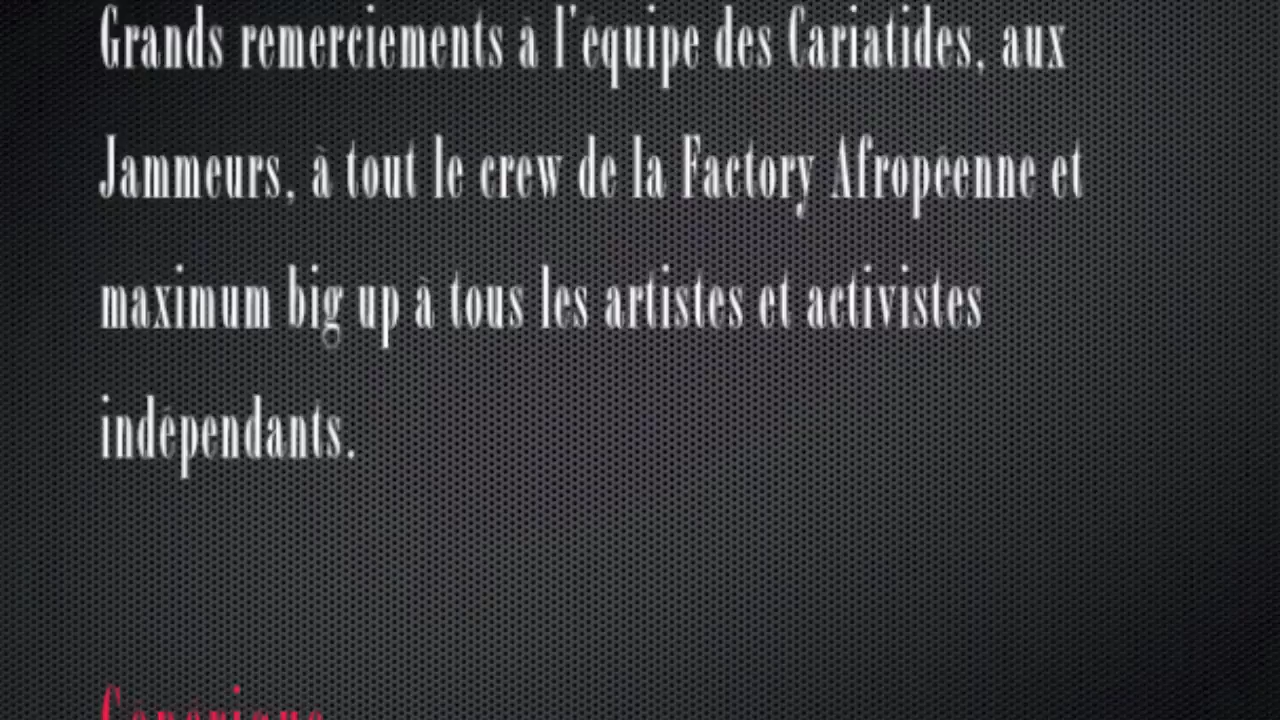 Grands remerciements à l'équipe des Cariatides, aux
Jammeurs, à tout le crew de la Factory Afropéenne et
maximum big up à tous les artistes et activistes
indépendants.